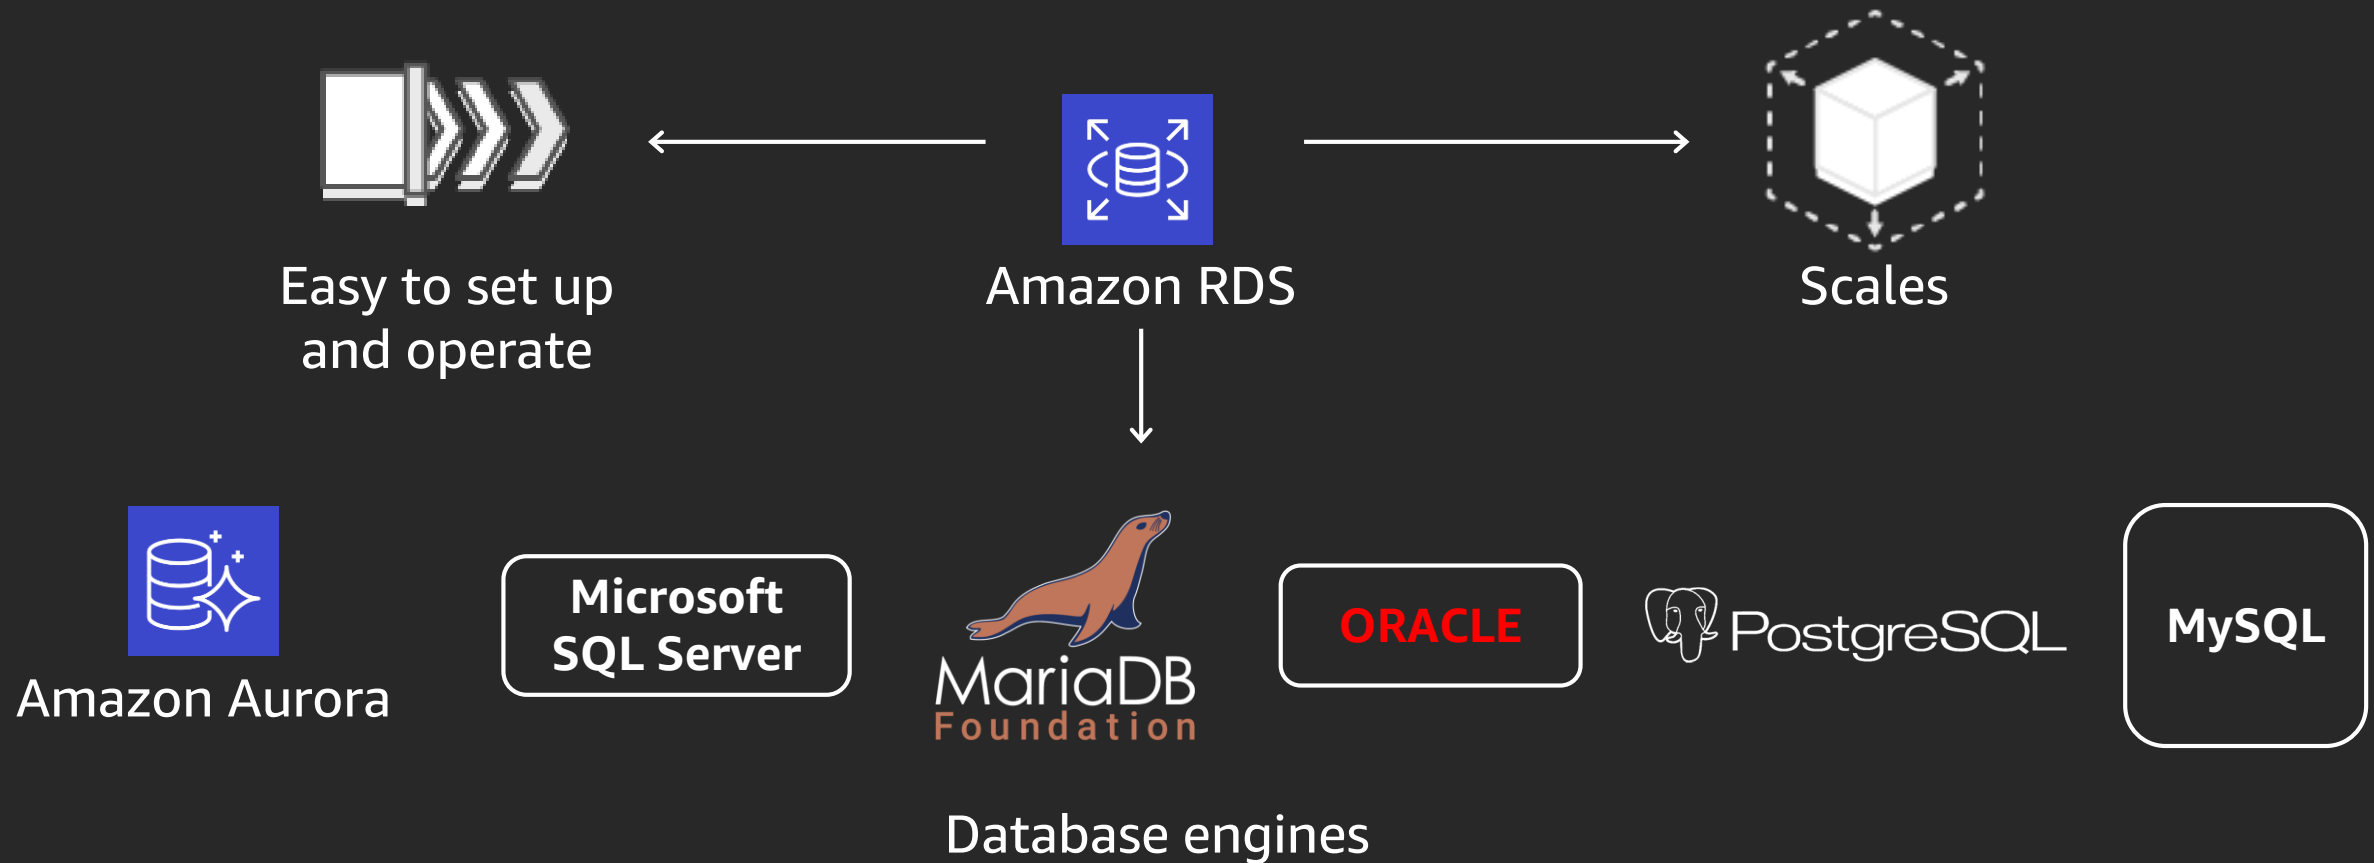 Easy to set up
and operate
Amazon RDS
Scales
Amazon Aurora
Microsoft
SQL Server
MariaDB
Foundation
ORACLE
PostgreSQL
MySQL
Database engines